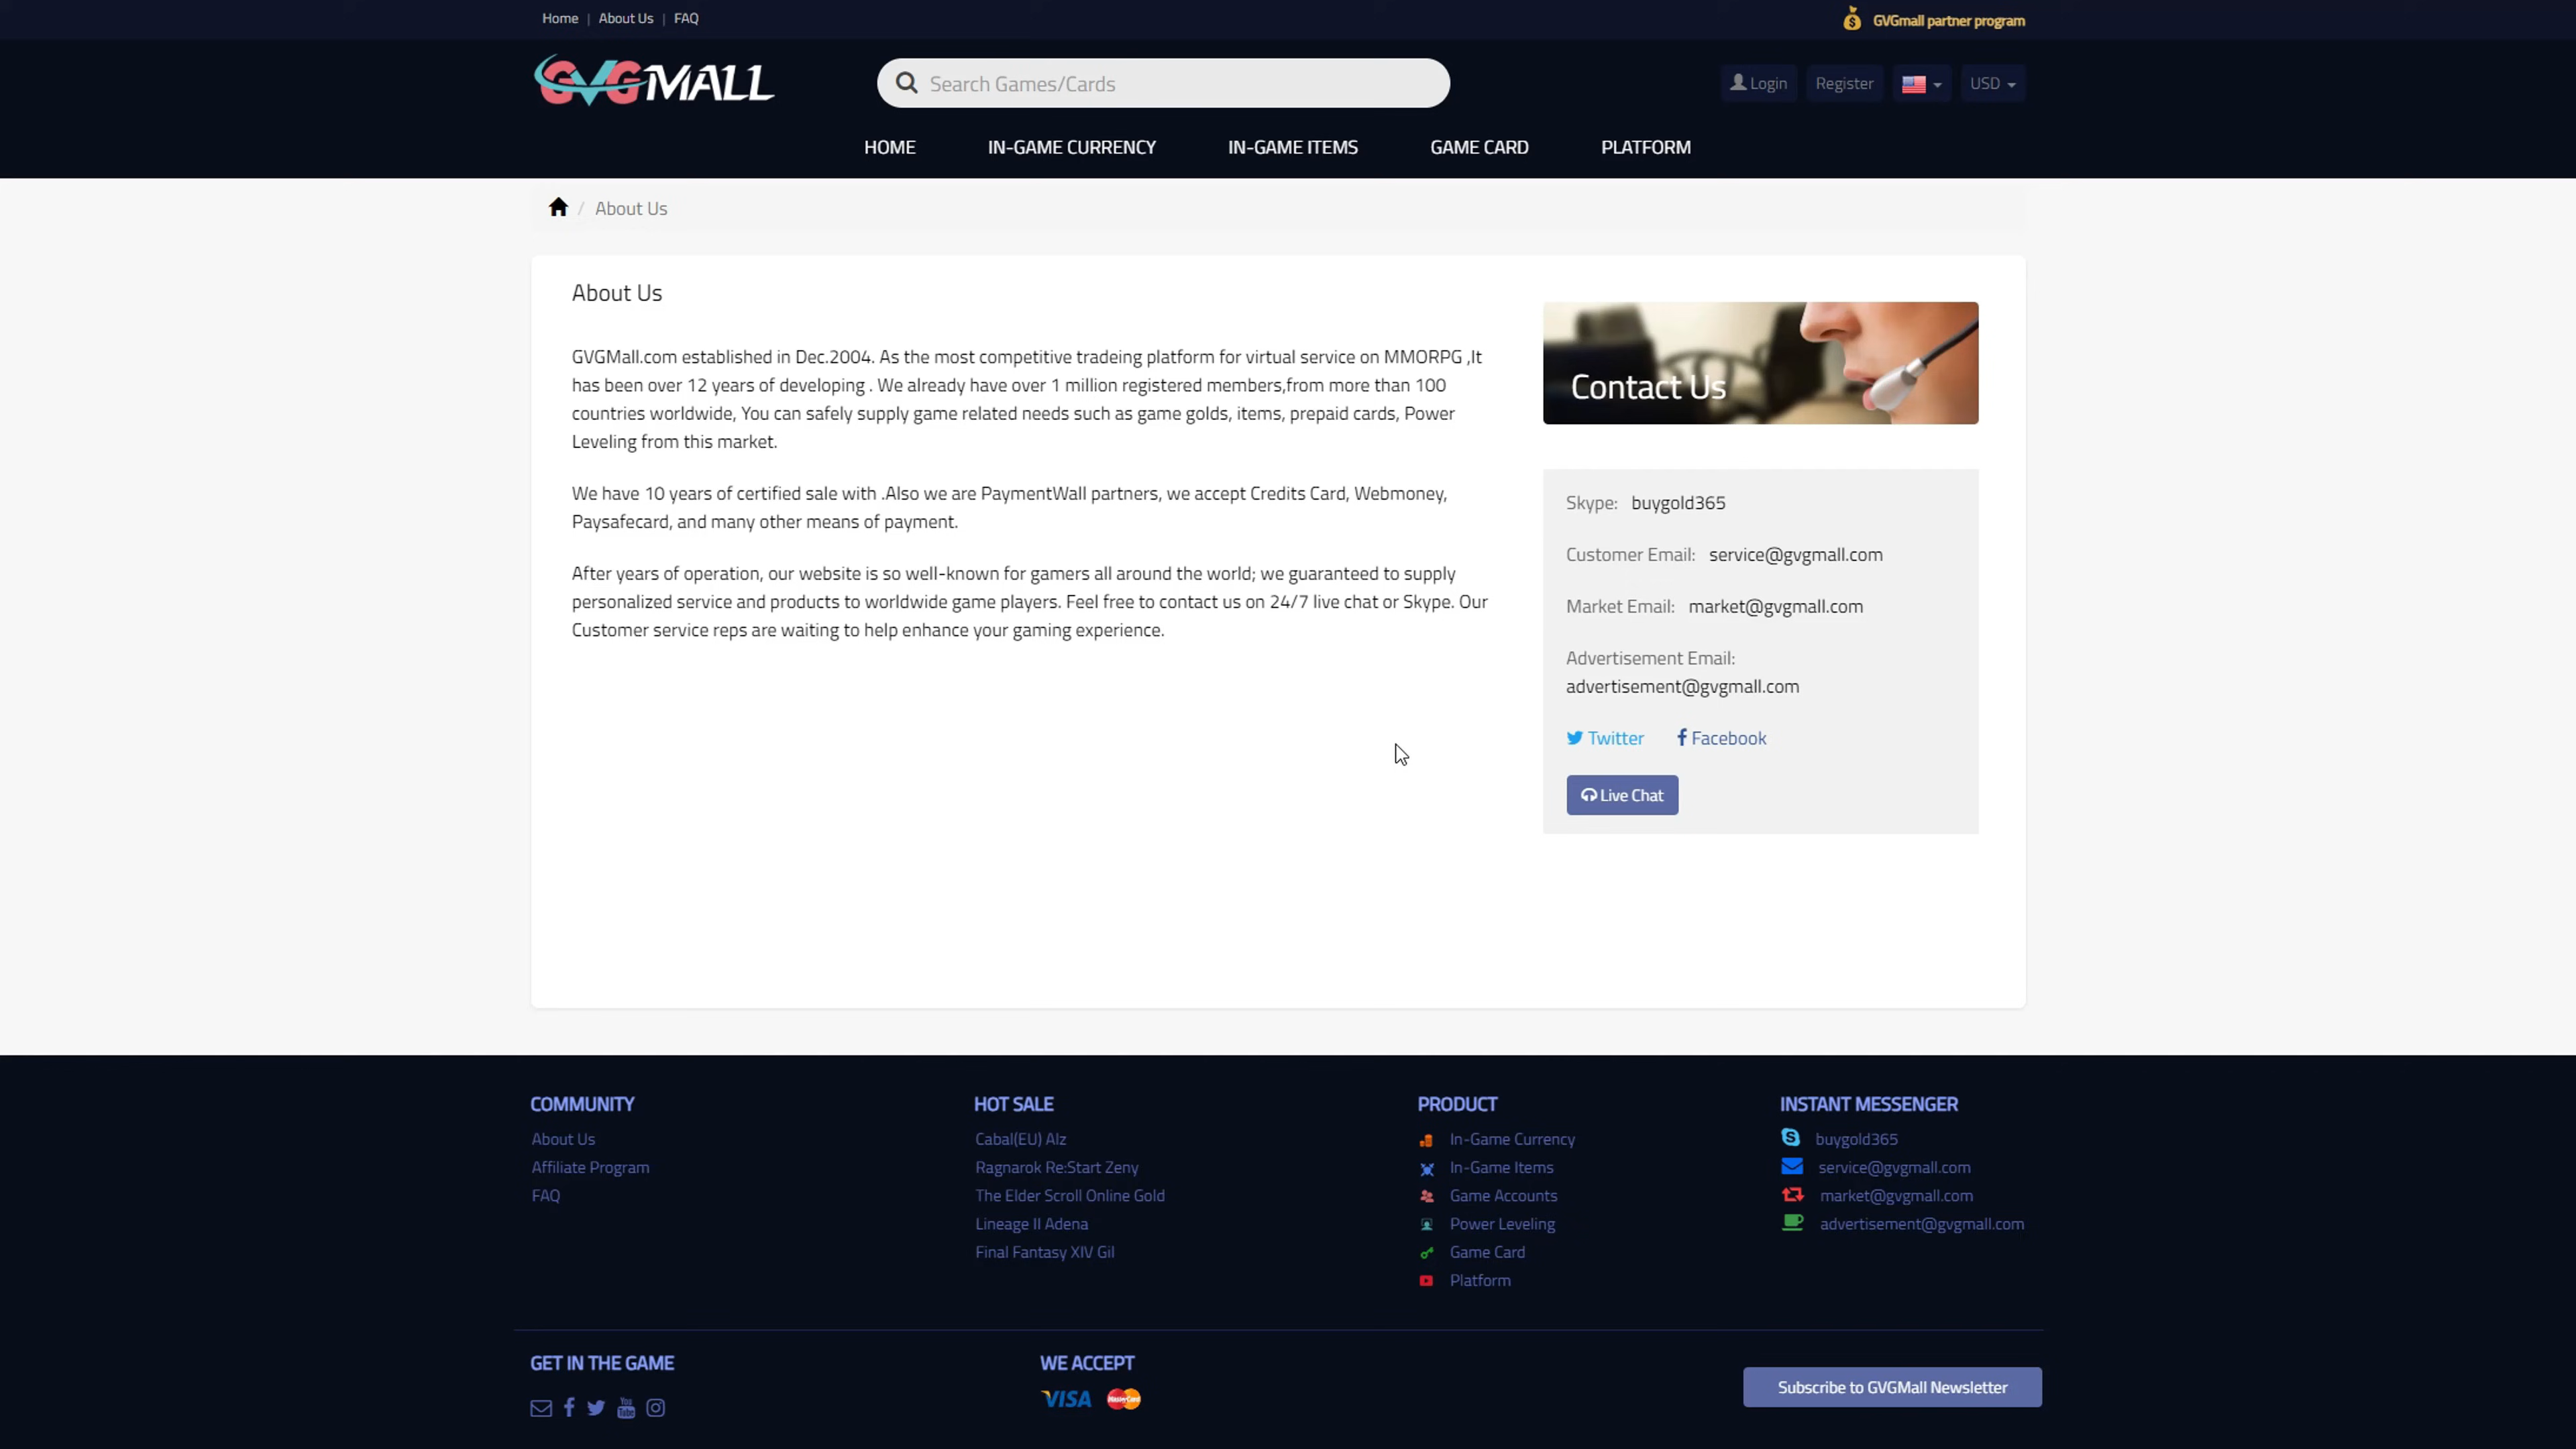 Home | About Us | FAQ
GVGmall partner program
GVGMALL
Search Games/Cards
Login
Register
USD
HOME
IN-GAME CURRENCY
IN-GAME ITEMS
GAME CARD
PLATFORM
/ About Us
About Us
GVGMall.com established in Dec.2004. As the most competitive tradeing platform for virtual service on MMORPG ,It
has been over 12 years of developing . We already have over 1 million registered members,from more than 100
countries worldwide, You can safely supply game related needs such as game golds, items, prepaid cards, Power
Leveling from this market.
We have 10 years of certified sale with .Also we are PaymentWall partners, we accept Credits Card, Webmoney,
Paysafecard, and many other means of payment.
After years of operation, our website is so well-known for gamers all around the world; we guaranteed to supply
personalized service and products to worldwide game players. Feel free to contact us on 24/7 live chat or Skype. Our
Customer service reps are waiting to help enhance your gaming experience.
Contact Us
Skype: buygold365
Customer Email: service@gvgmall.com
Market Email: market@gvgmall.com
Advertisement Email:
advertisement@gvgmall.com
Twitter Facebook
Live Chat
COMMUNITY
About Us
Affiliate Program
FAQ
HOT SALE
Cabal(EU) Alz
Ragnarok Re:Start Zeny
The Elder Scroll Online Gold
Lineage II Adena
Final Fantasy XIV Gil
PRODUCT
In-Game Currency
In-Game Items
Game Accounts
Power Leveling
Game Card
Platform
INSTANT MESSENGER
buygold365
service@gvgmall.com
market@gvgmall.com
advertisement@gvgmall.com
GET IN THE GAME
WE ACCEPT
VISA MasterCard
Subscribe to GVGMall Newsletter